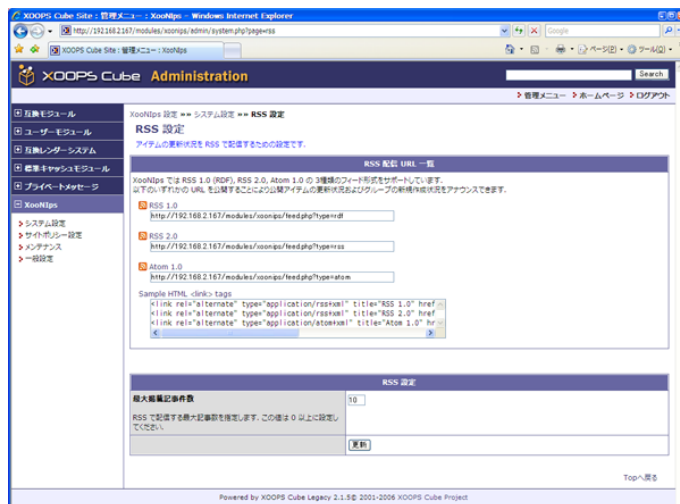 XOOPS Cube Site : 管理メニュー : XooNIps - Windows Internet Explorer
http://192.168.2.167/modules/xoonips/admin/system.php?page=rss
Google
XOOPS Cube Site : 管理メニュー : XooNIps
ページ(P)
ツール(O)
XOOPS Cube Administration
Search
管理メニュー ホームページ ログアウト
互換モジュール
ユーザーモジュール
互換レンダーシステム
標準キャッシュモジュール
プライベートメッセージ
XooNIps
システム設定
サイトポリシー設定
メンテナンス
一般設定
XooNIps 設定 »» システム設定 »» RSS 設定
RSS 設定
アイテムの更新状況を RSS で配信するための設定です.
RSS 配信 URL 一覧
XooNIps では RSS 1.0 (RDF), RSS 2.0, Atom 1.0 の 3種類のフィード形式をサポートしています.
以下のいずれかの URL を公開することにより公開アイテムの更新状況およびグループの新規作成状況をアナウンスできます.
RSS 1.0
http://192.168.2.167/modules/xoonips/feed.php?type=rdf
RSS 2.0
http://192.168.2.167/modules/xoonips/feed.php?type=rss
Atom 1.0
http://192.168.2.167/modules/xoonips/feed.php?type=atom
Sample HTML <link> tags
<link rel="alternate" type="application/rss+xml" title="RSS 1.0" href
<link rel="alternate" type="application/rss+xml" title="RSS 2.0" href
<link rel="alternate" type="application/atom+xml" title="Atom 1.0" hr
RSS 設定
最大掲載記事件数
10
RSS で配信する最大記事数を指定します. この値は 0 以上に設定し
てください.
更新
Topへ戻る
Powered by XOOPS Cube Legacy 2.1.5© 2001-2006 XOOPS Cube Project